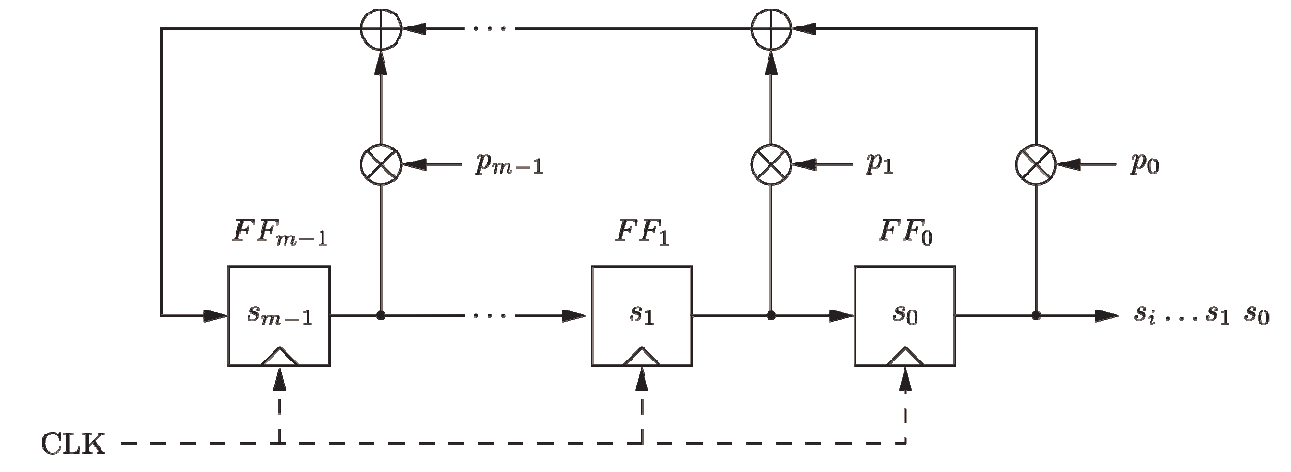 ⊕ ... ⊕
⊗ p_{m−1} ⊗ p_1 ⊗ p_0
FF_{m−1} FF_1 FF_0
s_{m−1} ... s_1 s_0 s_i ... s_1 s_0
CLK